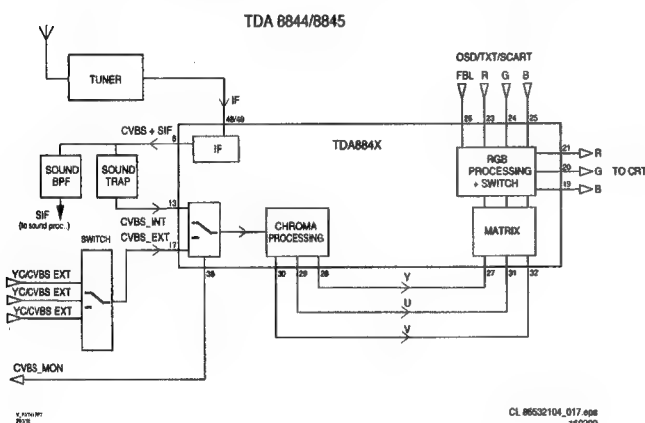 TDA 8844/8845
OSD/TXT/SCART
FBL R G B
TUNER
IF
48/49
26 23 24 25
CVBS + SIF
6
IF
TDA884X
SOUND BPF
SOUND TRAP
RGB PROCESSING + SWITCH
21 R
20 G TO CRT
19 B
SIF
(to sound proc..)
13
CVBS_INT
CVBS_EXT
17
SWITCH
CHROMA PROCESSING
MATRIX
38
30 29 28
27 31 32
YC/CVBS EXT
YC/CVBS EXT
YC/CVBS EXT
Y
U
V
CVBS_MON
CL 86532104_017.eps